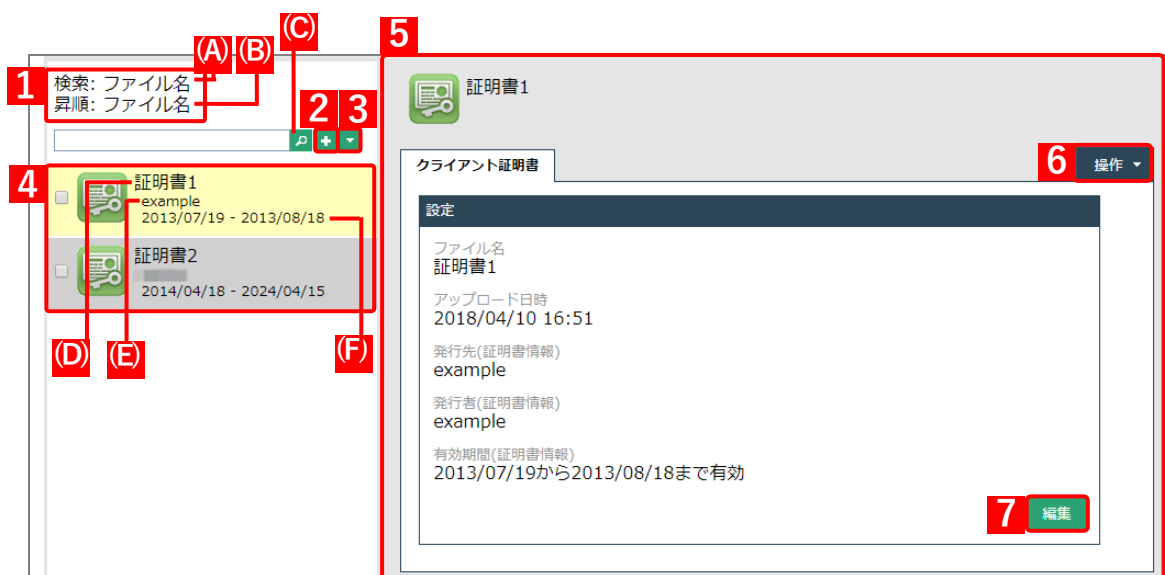 (C)
5
(A) (B)
1
検索: ファイル名
昇順: ファイル名
2 3
証明書1
6
操作
クライアント証明書
4
証明書1
example
2013/07/19 - 2013/08/18
証明書2
2014/04/18 - 2024/04/15
(D) (E) (F)
設定
ファイル名
証明書1
アップロード日時
2018/04/10 16:51
発行先(証明書情報)
example
発行者(証明書情報)
example
有効期間(証明書情報)
2013/07/19から2013/08/18まで有効
7
編集